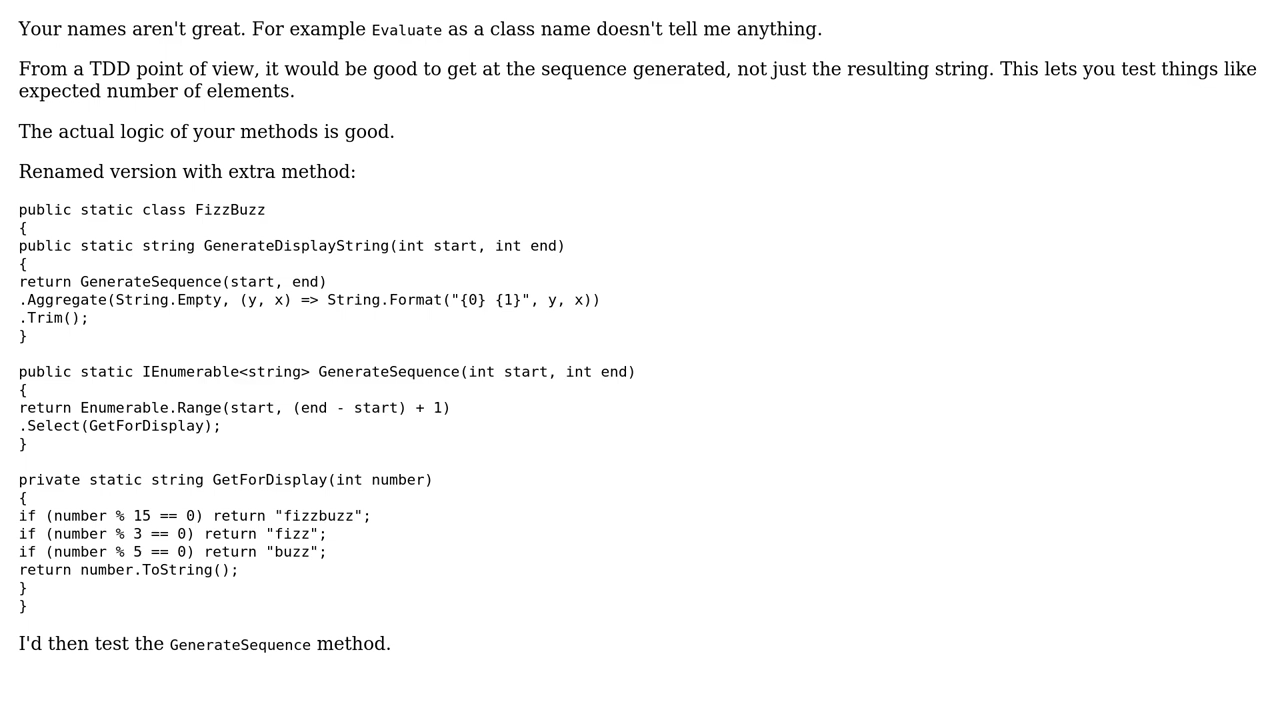 Your names aren't great. For example Evaluate as a class name doesn't tell me anything.
From a TDD point of view, it would be good to get at the sequence generated, not just the resulting string. This lets you test things like
expected number of elements.
The actual logic of your methods is good.
Renamed version with extra method:
public static class FizzBuzz
{
public static string GenerateDisplayString(int start, int end)
{
return GenerateSequence(start, end)
.Aggregate(String.Empty, (y, x) => String.Format("{0} {1}", y, x))
.Trim();
}
public static IEnumerable<string> GenerateSequence(int start, int end)
{
return Enumerable.Range(start, (end - start) + 1)
.Select(GetForDisplay);
}
private static string GetForDisplay(int number)
{
if (number % 15 == 0) return "fizzbuzz";
if (number % 3 == 0) return "fizz";
if (number % 5 == 0) return "buzz";
return number.ToString();
}
}
I'd then test the GenerateSequence method.